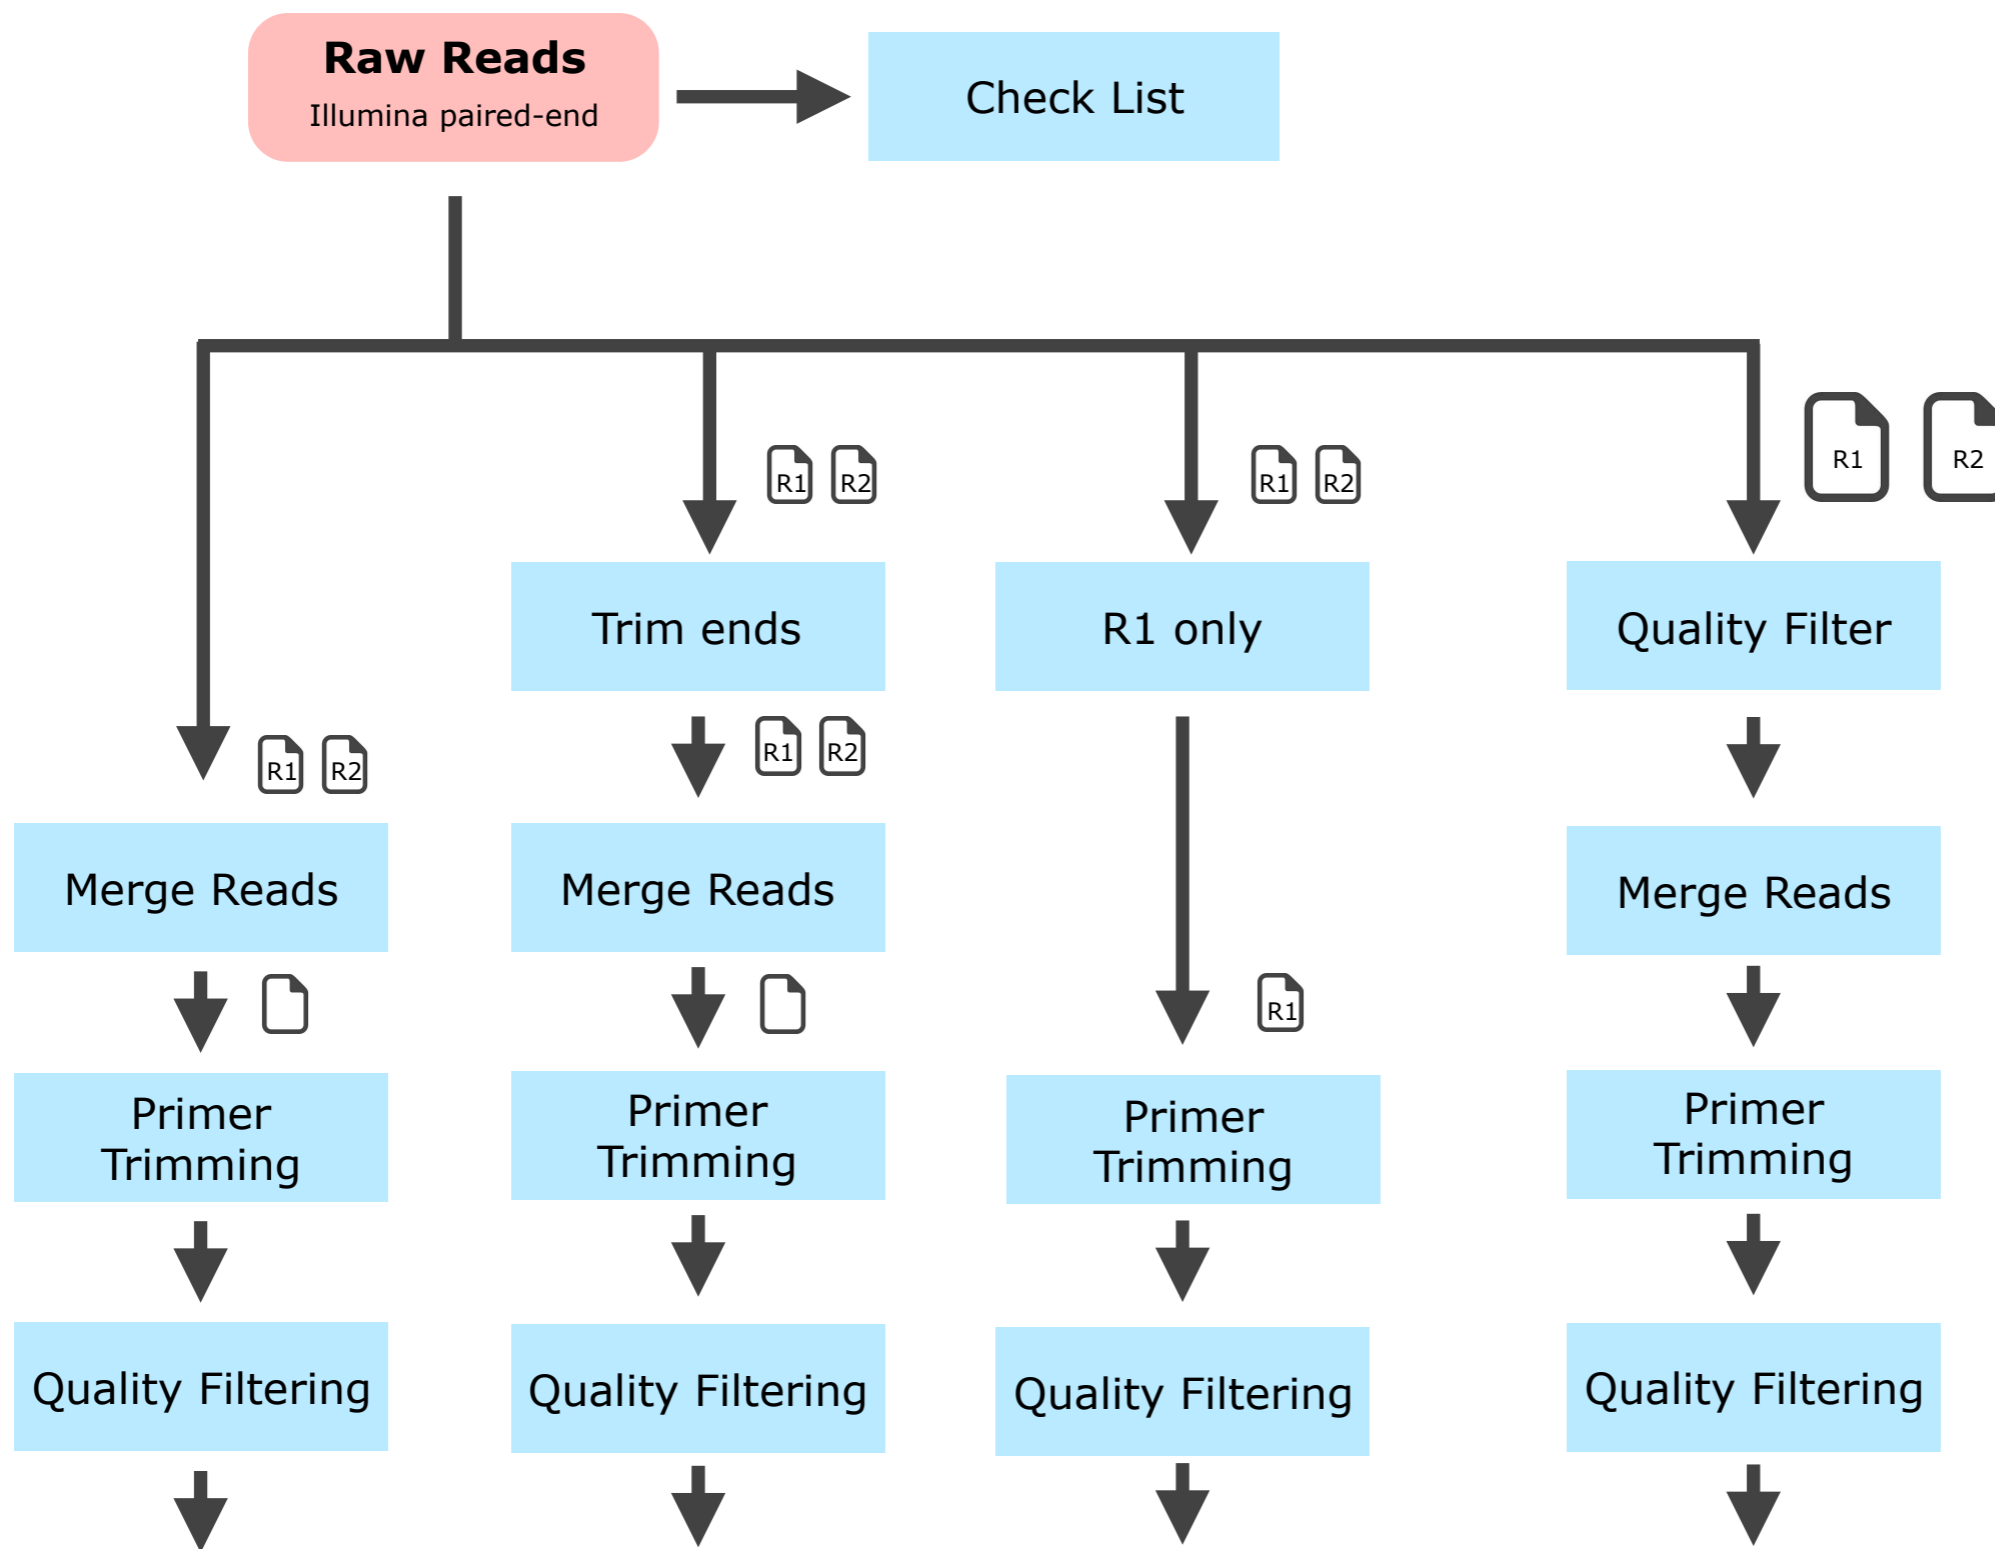 Raw Reads
Illumina paired-end
Check List
R1 R2
R1 R2
R1 R2
Trim ends
R1 only
Quality Filter
R1 R2
R1 R2
Merge Reads
Merge Reads
Merge Reads
R1
Primer
Trimming
Primer
Trimming
Primer
Trimming
Primer
Trimming
Quality Filtering
Quality Filtering
Quality Filtering
Quality Filtering